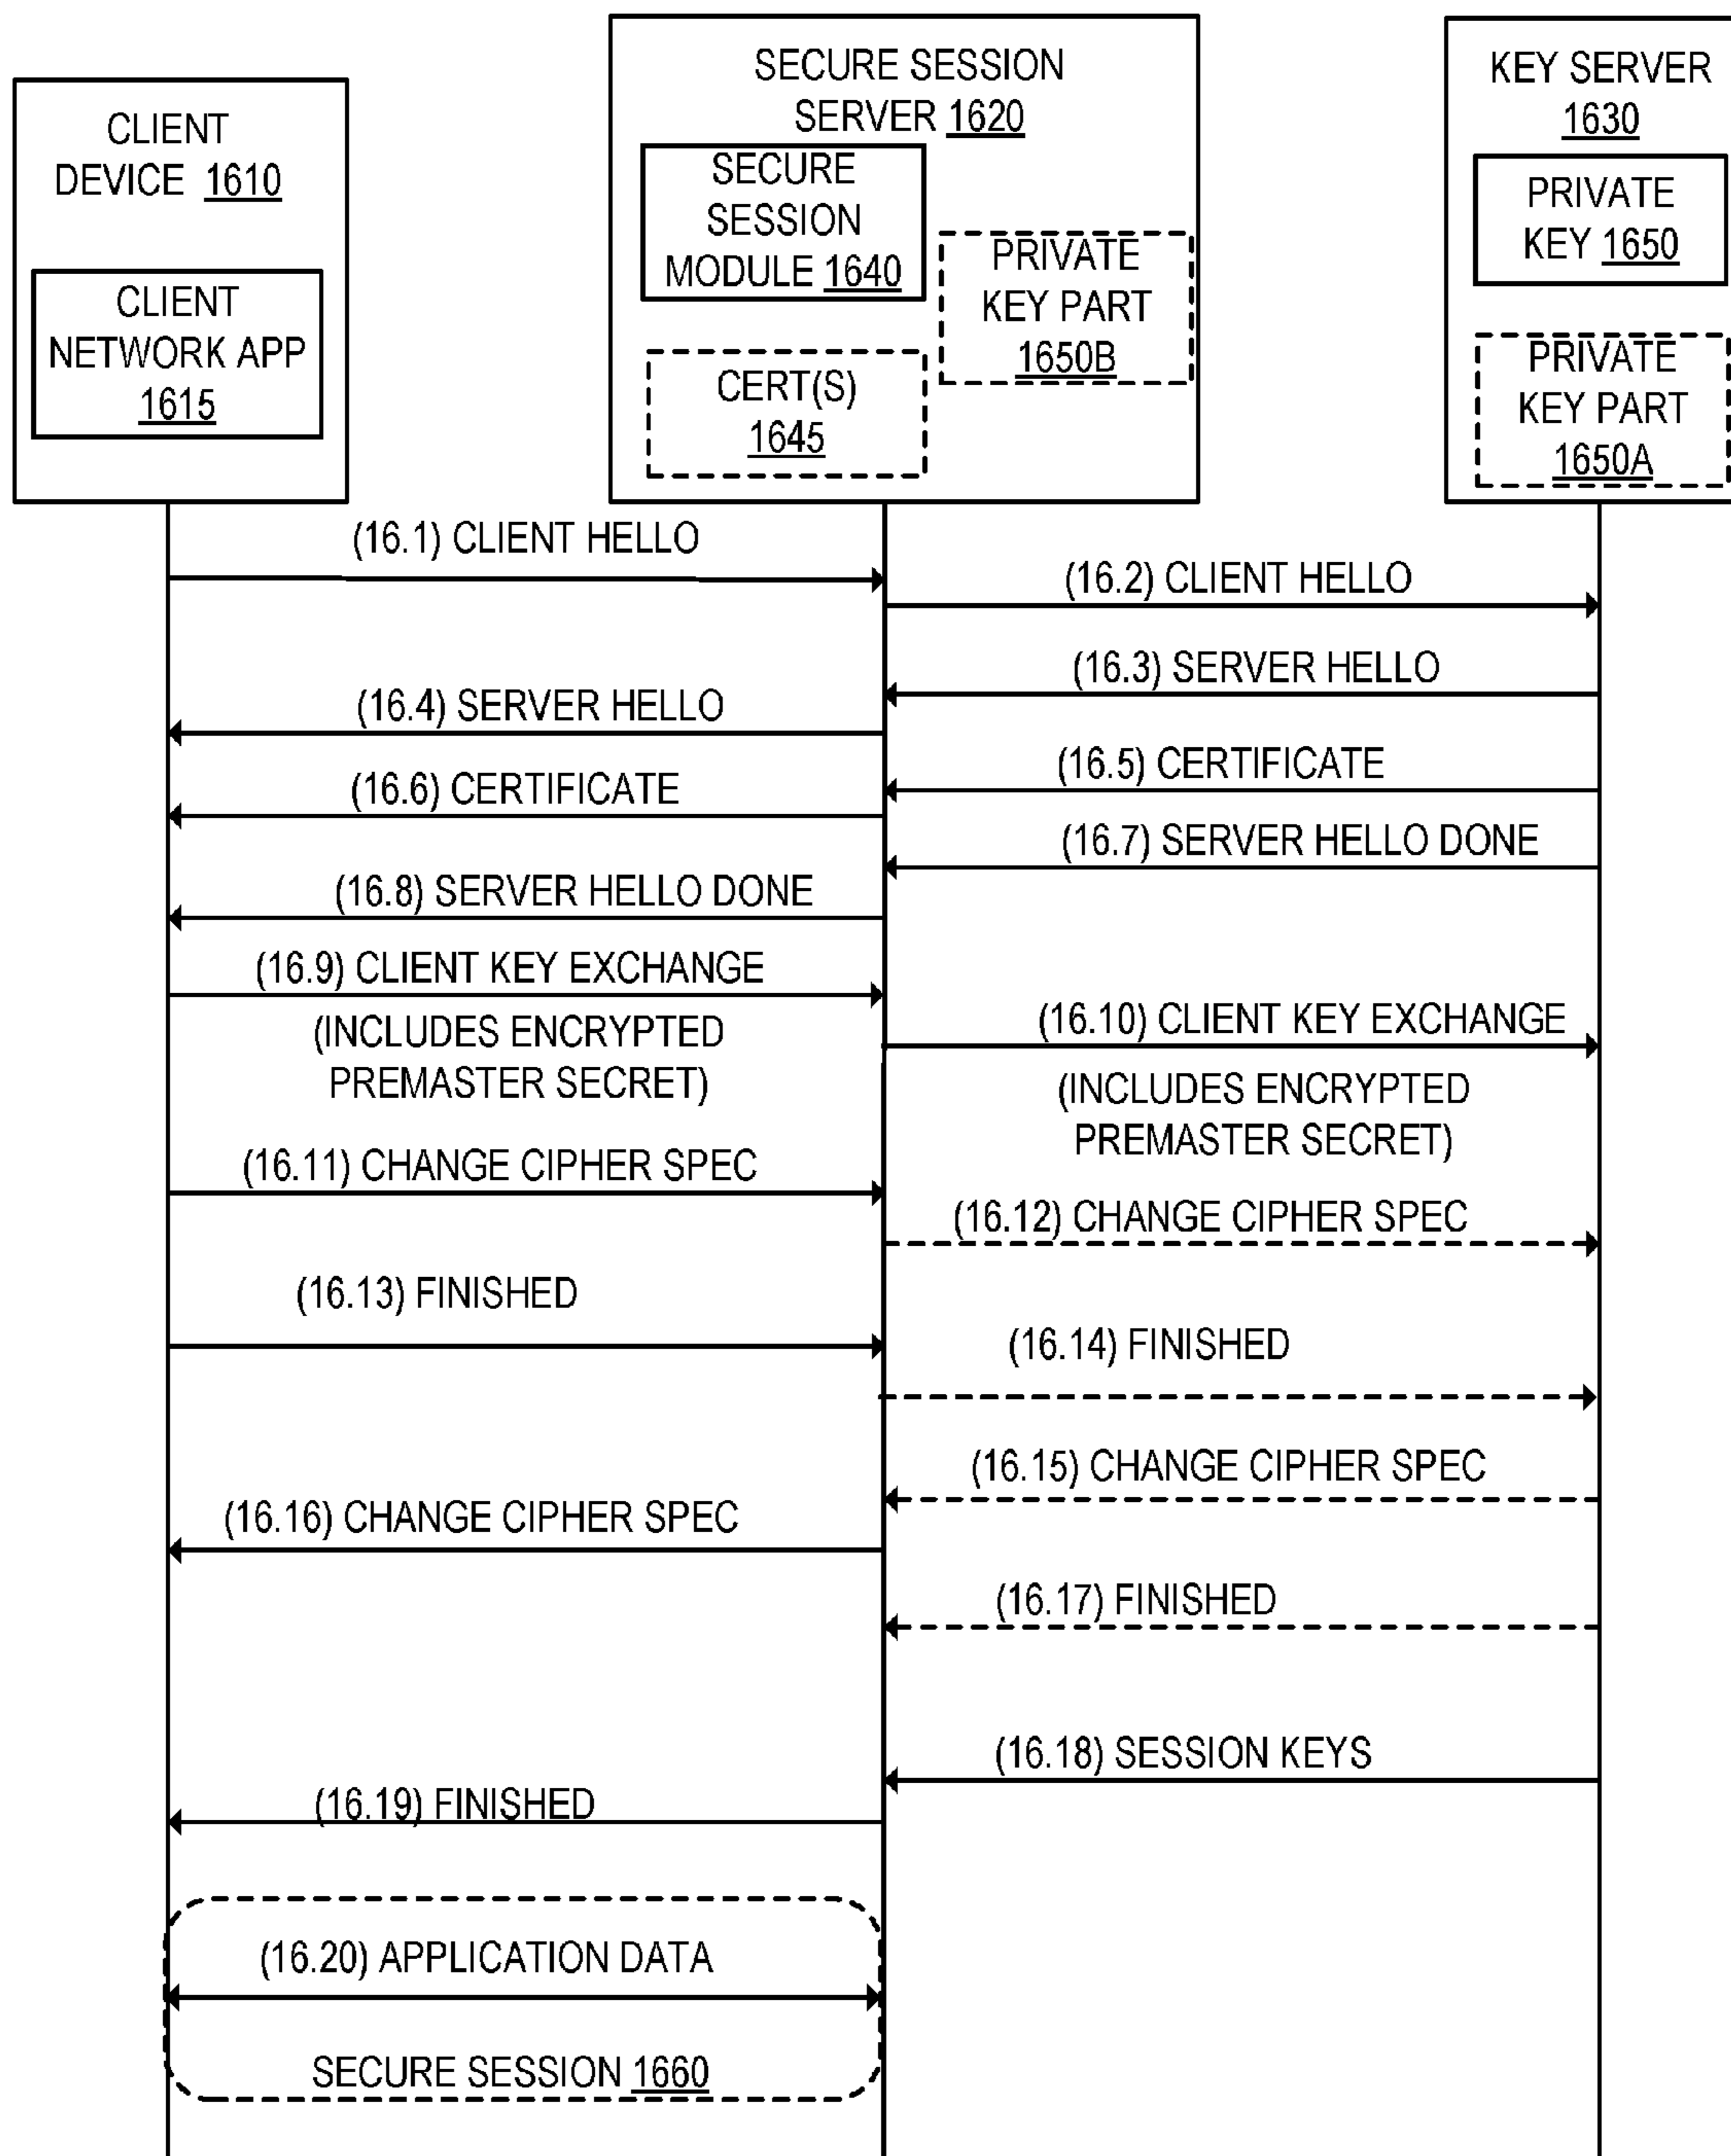 CLIENT
DEVICE 1610
CLIENT
NETWORK APP
1615
SECURE SESSION
SERVER 1620
SECURE
SESSION
MODULE 1640
PRIVATE
KEY PART
1650B
CERT(S)
1645
KEY SERVER
1630
PRIVATE
KEY 1650
PRIVATE
KEY PART
1650A
(16.1) CLIENT HELLO
(16.2) CLIENT HELLO
(16.3) SERVER HELLO
(16.4) SERVER HELLO
(16.5) CERTIFICATE
(16.6) CERTIFICATE
(16.7) SERVER HELLO DONE
(16.8) SERVER HELLO DONE
(16.9) CLIENT KEY EXCHANGE
(INCLUDES ENCRYPTED
PREMASTER SECRET)
(16.10) CLIENT KEY EXCHANGE
(INCLUDES ENCRYPTED
PREMASTER SECRET)
(16.11) CHANGE CIPHER SPEC
(16.12) CHANGE CIPHER SPEC
(16.13) FINISHED
(16.14) FINISHED
(16.15) CHANGE CIPHER SPEC
(16.16) CHANGE CIPHER SPEC
(16.17) FINISHED
(16.18) SESSION KEYS
(16.19) FINISHED
(16.20) APPLICATION DATA
SECURE SESSION 1660